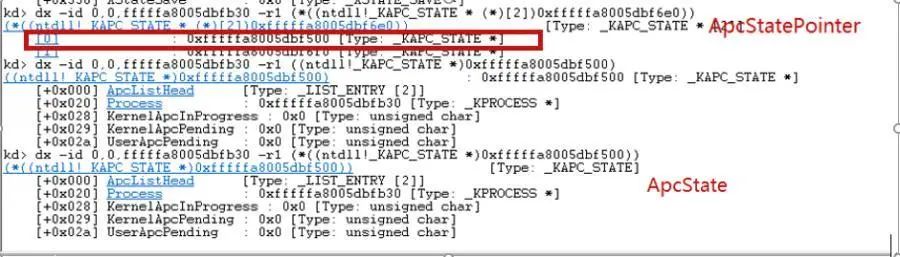 [+0x330] XStateSave : [Type: _XSTATE_SAVE]
kd> dx -id 0,0,fffffa8005dbfb30 -r1 (*((ntdll!_KAPC_STATE * (*)[2])0xfffffa8005dbf6e0))
(*((ntdll!_KAPC_STATE * (*)[2])0xfffffa8005dbf6e0)) [Type: _KAPC_STATE *
ApcStatePointer
[0] : 0xfffffa8005dbf500 [Type: _KAPC_STATE *]
[1] [Type: _KAPC_STATE *]
kd> dx -id 0,0,fffffa8005dbfb30 -r1 ((ntdll!_KAPC_STATE *)0xfffffa8005dbf500)
((ntdll!_KAPC_STATE *)0xfffffa8005dbf500) : 0xfffffa8005dbf500 [Type: _KAPC_STATE *]
[+0x000] ApcListHead [Type: _LIST_ENTRY [2]]
[+0x020] Process : 0xfffffa8005dbfb30 [Type: _KPROCESS *]
[+0x028] KernelApcInProgress : 0x0 [Type: unsigned char]
[+0x029] KernelApcPending : 0x0 [Type: unsigned char]
[+0x02a] UserApcPending : 0x0 [Type: unsigned char]
kd> dx -id 0,0,fffffa8005dbfb30 -r1 (*((ntdll!_KAPC_STATE *)0xfffffa8005dbf500))
(*((ntdll!_KAPC_STATE *)0xfffffa8005dbf500)) [Type: _KAPC_STATE]
[+0x000] ApcListHead [Type: _LIST_ENTRY [2]]
ApcState
[+0x020] Process : 0xfffffa8005dbfb30 [Type: _KPROCESS *]
[+0x028] KernelApcInProgress : 0x0 [Type: unsigned char]
[+0x029] KernelApcPending : 0x0 [Type: unsigned char]
[+0x02a] UserApcPending : 0x0 [Type: unsigned char]